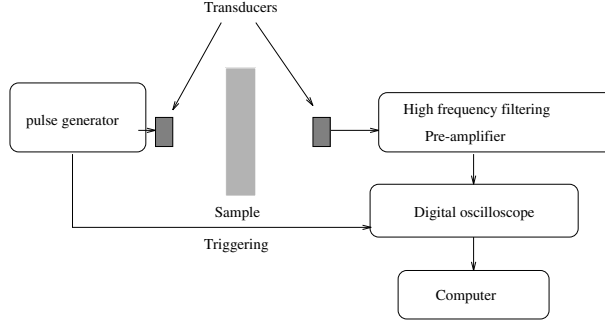 Transducers
pulse generator
High frequency filtering
Pre-amplifier
Sample
Digital oscilloscope
Triggering
Computer